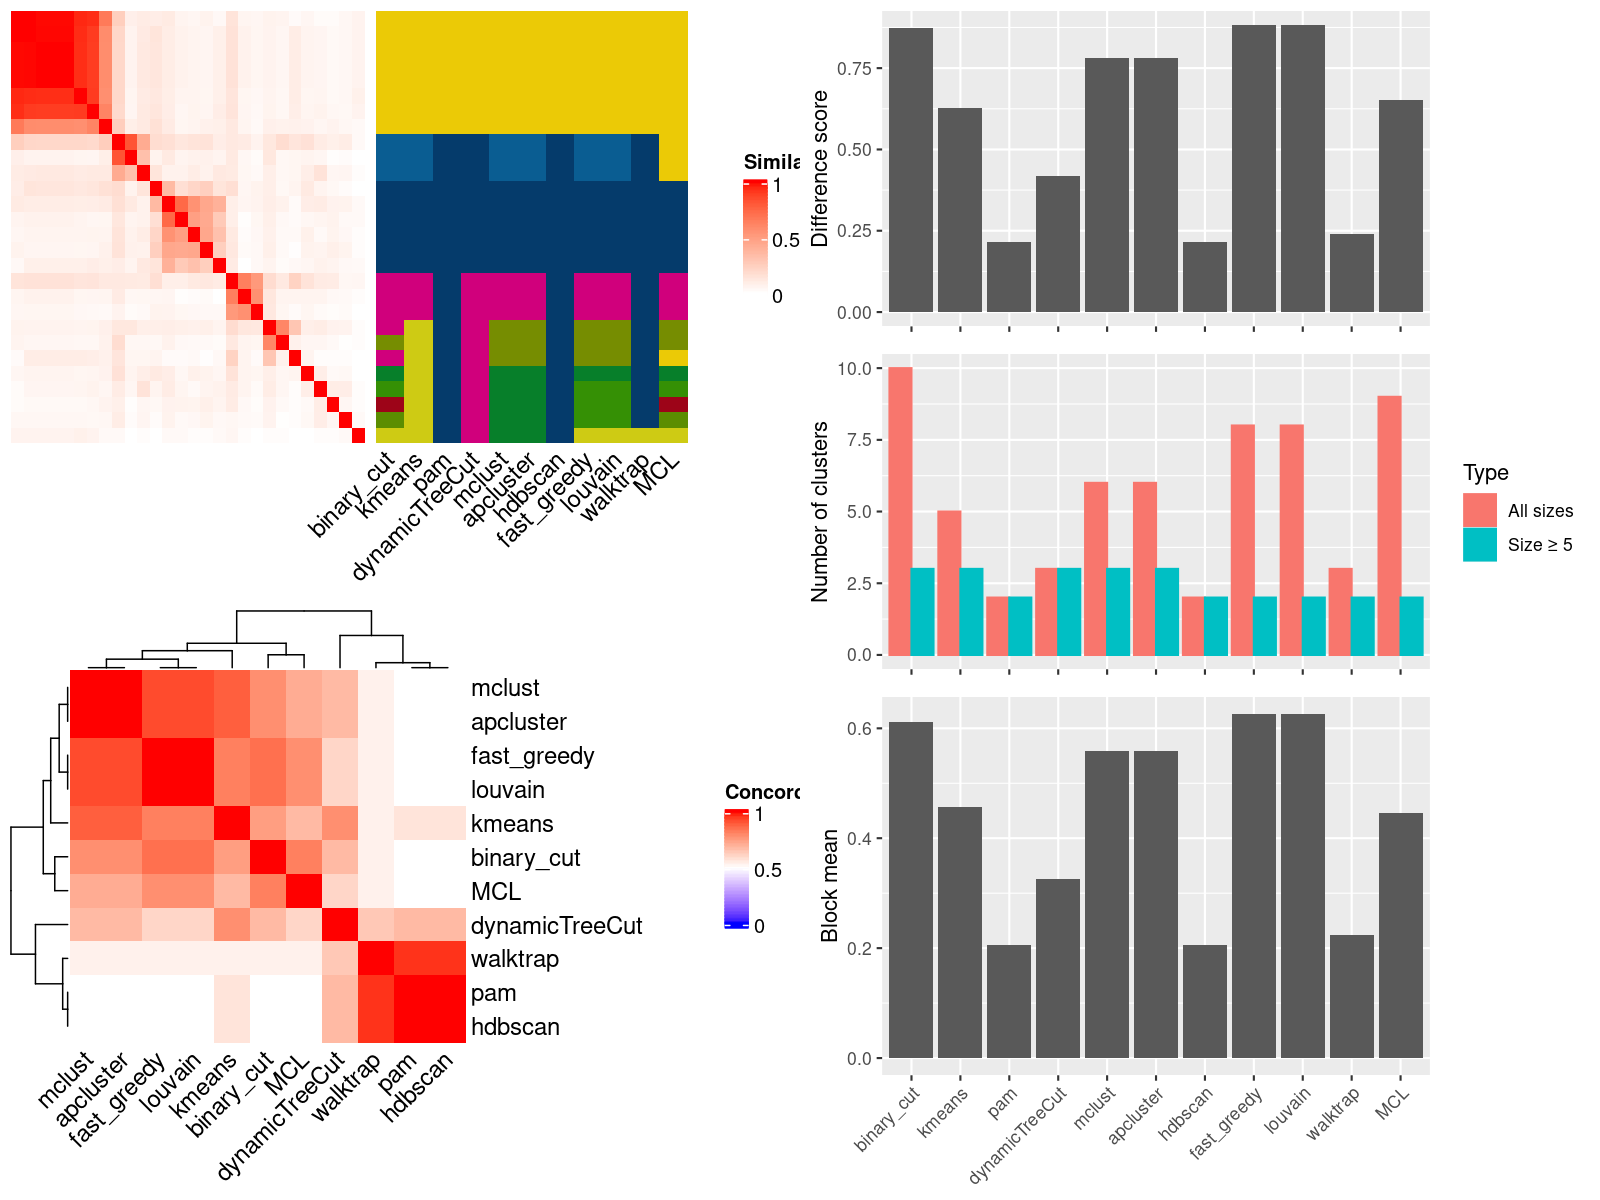 Simila
1
0.5
0
binary_cut
kmeans
pam
dynamicTreeCut
mclust
apcluster
hdbscan
fast_greedy
louvain
walktrap
MCL
Difference score
0.75
0.50
0.25
0.00
Number of clusters
10.0
7.5
5.0
2.5
0.0
Type
All sizes
Size ≥ 5
mclust
apcluster
fast_greedy
louvain
kmeans
binary_cut
MCL
dynamicTreeCut
walktrap
pam
hdbscan
mclust
apcluster
fast_greedy
louvain
kmeans
binary_cut
MCL
dynamicTreeCut
walktrap
pam
hdbscan
Concord
1
0.5
0
Block mean
0.6
0.4
0.2
0.0
binary_cut
kmeans
pam
dynamicTreeCut
mclust
apcluster
hdbscan
fast_greedy
louvain
walktrap
MCL